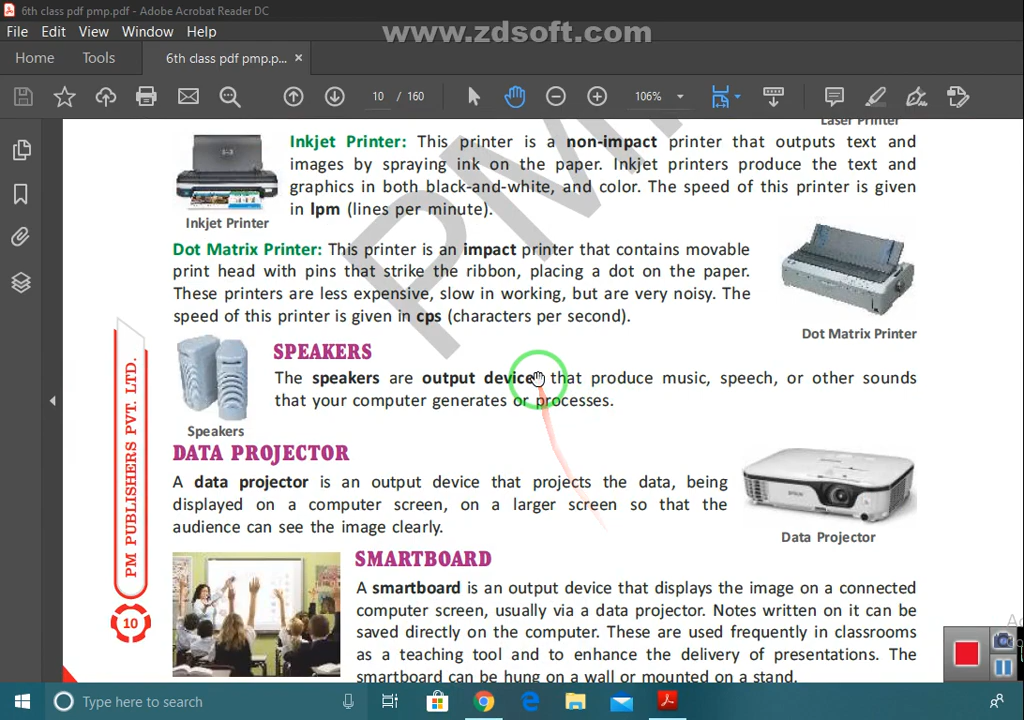 6th class pdf pmp.pdf - Adobe Acrobat Reader DC
www.zdsoft.com
File Edit View Window Help
Home Tools 6th class pdf pmp.p... ×
10 / 160 106%
Laser Printer
Inkjet Printer: This printer is a non-impact printer that outputs text and
images by spraying ink on the paper. Inkjet printers produce the text and
graphics in both black-and-white, and color. The speed of this printer is given
in lpm (lines per minute).
Inkjet Printer
Dot Matrix Printer: This printer is an impact printer that contains movable
print head with pins that strike the ribbon, placing a dot on the paper.
These printers are less expensive, slow in working, but are very noisy. The
speed of this printer is given in cps (characters per second).
Dot Matrix Printer
SPEAKERS
The speakers are output device that produce music, speech, or other sounds
that your computer generates or processes.
Speakers
DATA PROJECTOR
A data projector is an output device that projects the data, being
displayed on a computer screen, on a larger screen so that the
audience can see the image clearly.
EPSON
Data Projector
SMARTBOARD
A smartboard is an output device that displays the image on a connected
computer screen, usually via a data projector. Notes written on it can be
saved directly on the computer. These are used frequently in classrooms
as a teaching tool and to enhance the delivery of presentations. The
smartboard can be hung on a wall or mounted on a stand.
PM PUBLISHERS PVT. LTD.
10
PM
Type here to search